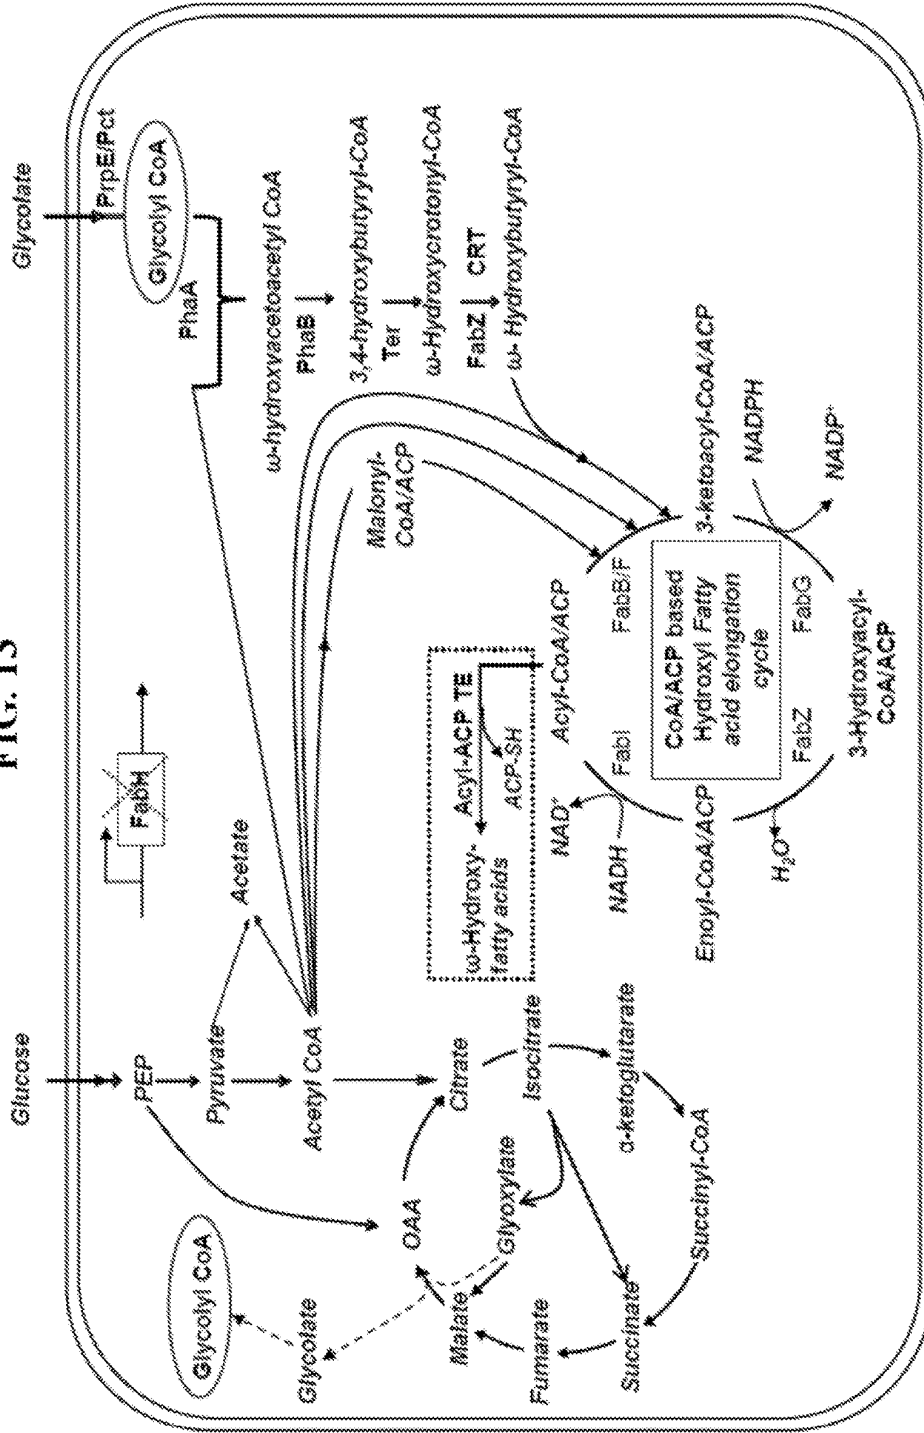 FIG.
Glucose
Glycolate
PrpE/Pct
PEP
FabH
Glycolyl CoA
Glycolyl CoA
PhaA
Pyruvate
Acetate
ω-hydroxyacetoacetyl CoA
PhaB
Glycolate
Acetyl CoA
3,4-hydroxybutyryl-CoA
Ter
Malonyl-
CoA/ACP
ω-Hydroxycrotonyl-CoA
FabZ
CRT
ω- Hydroxybutyryl-CoA
OAA
Citrate
Malate
Glyoxylate
Isocitrate
Fumarate
α-ketoglutarate
Succinate
Succinyl-CoA
ω-Hydroxy-
fatty acids
Acyl-ACP TE
ACP-SH
Acyl-CoA/ACP
NAD⁺
NADH
FabI
FabB/F
Enoyl-CoA/ACP
CoA/ACP based
Hydroxyl Fatty
acid elongation
cycle
3-ketoacyl-CoA/ACP
NADPH
H₂O
FabZ
FabG
NADP⁺
3-Hydroxyacyl-
CoA/ACP